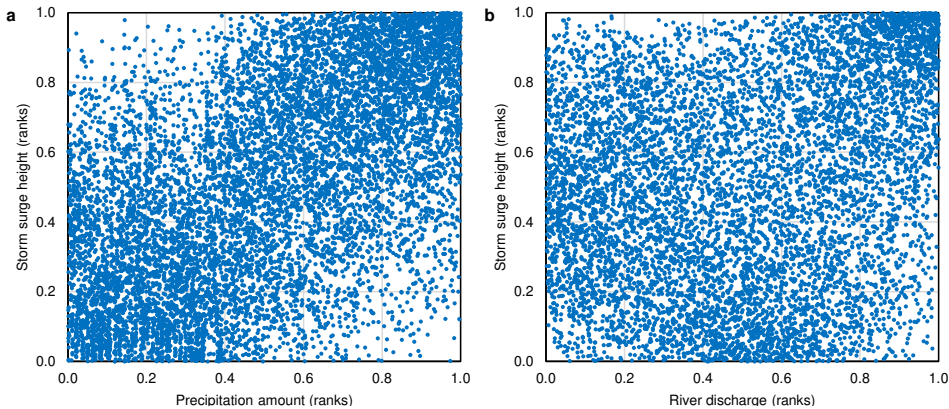 a
1.0
0.8
0.6
0.4
0.2
0.0
Storm surge height (ranks)
0.0 0.2 0.4 0.6 0.8 1.0
Precipitation amount (ranks)
b
1.0
0.8
0.6
0.4
0.2
0.0
Storm surge height (ranks)
0.0 0.2 0.4 0.6 0.8 1.0
River discharge (ranks)